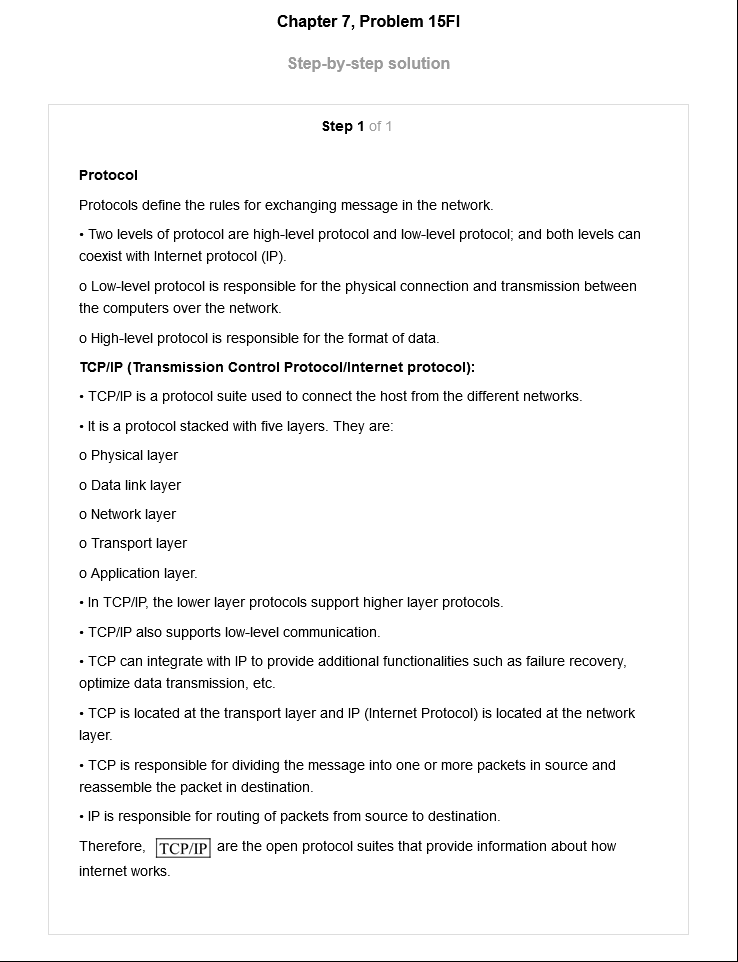 Chapter 7, Problem 15FI
Step-by-step solution
Step 1 of 1
Protocol
Protocols define the rules for exchanging message in the network.
• Two levels of protocol are high-level protocol and low-level protocol; and both levels can
coexist with Internet protocol (IP).
o Low-level protocol is responsible for the physical connection and transmission between
the computers over the network.
o High-level protocol is responsible for the format of data.
TCP/IP (Transmission Control Protocol/Internet protocol):
• TCP/IP is a protocol suite used to connect the host from the different networks.
• It is a protocol stacked with five layers. They are:
o Physical layer
o Data link layer
o Network layer
o Transport layer
o Application layer.
• In TCP/IP, the lower layer protocols support higher layer protocols.
• TCP/IP also supports low-level communication.
• TCP can integrate with IP to provide additional functionalities such as failure recovery,
optimize data transmission, etc.
• TCP is located at the transport layer and IP (Internet Protocol) is located at the network
layer.
• TCP is responsible for dividing the message into one or more packets in source and
reassemble the packet in destination.
• IP is responsible for routing of packets from source to destination.
Therefore, TCP/IP are the open protocol suites that provide information about how
internet works.